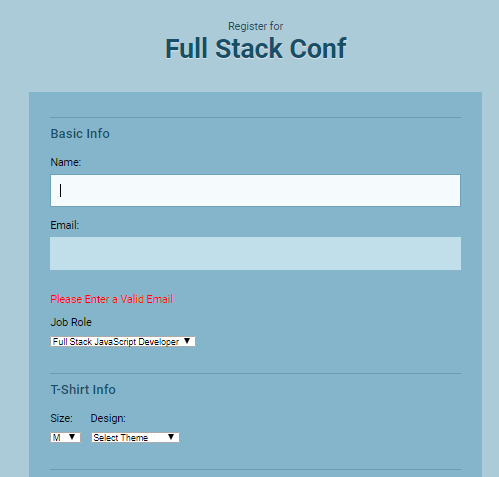 Register for
Full Stack Conf
Basic Info
Name:
Email:
Please Enter a Valid Email
Job Role
Full Stack JavaScript Developer ▼
T-Shirt Info
Size: Design:
M ▼ Select Theme ▼